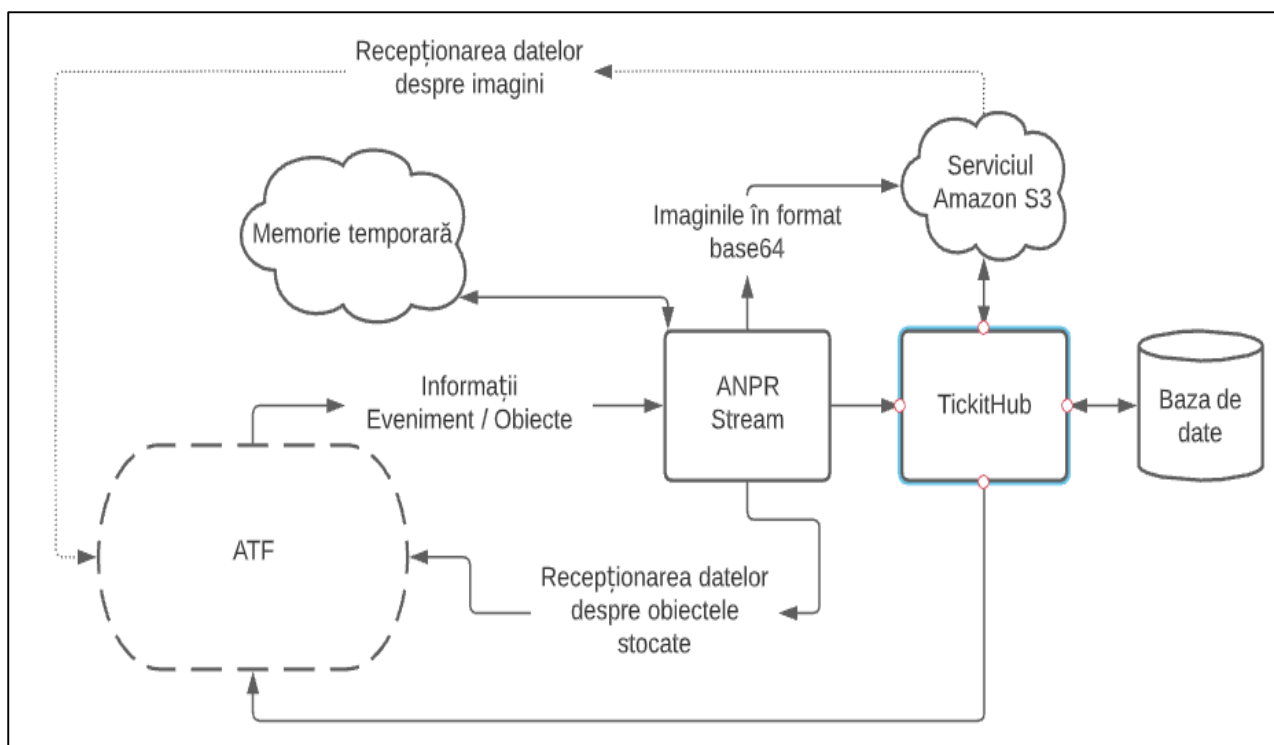 Recepționarea datelor
despre imagini
Serviciul
Amazon S3
Memorie temporară
Imaginile în format
base64
Informații
Eveniment / Obiecte
ANPR
Stream
TickitHub
Baza de
date
ATF
Recepționarea datelor
despre obiectele
stocate